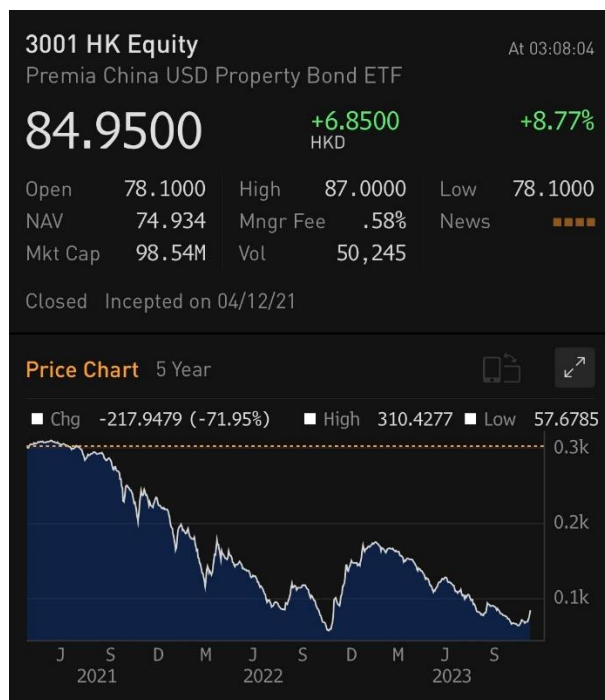 3001 HK Equity At 03:08:04
Premia China USD Property Bond ETF
84.9500 +6.8500 +8.77%
HKD
Open 78.1000 High 87.0000 Low 78.1000
NAV 74.934 Mngr Fee .58% News
Mkt Cap 98.54M Vol 50,245
Closed Incepted on 04/12/21
Price Chart 5 Year
Chg -217.9479 (-71.95%) High 310.4277 Low 57.6785
0.3k
0.2k
0.1k
J S D M J S D M J S
2021 2022 2023